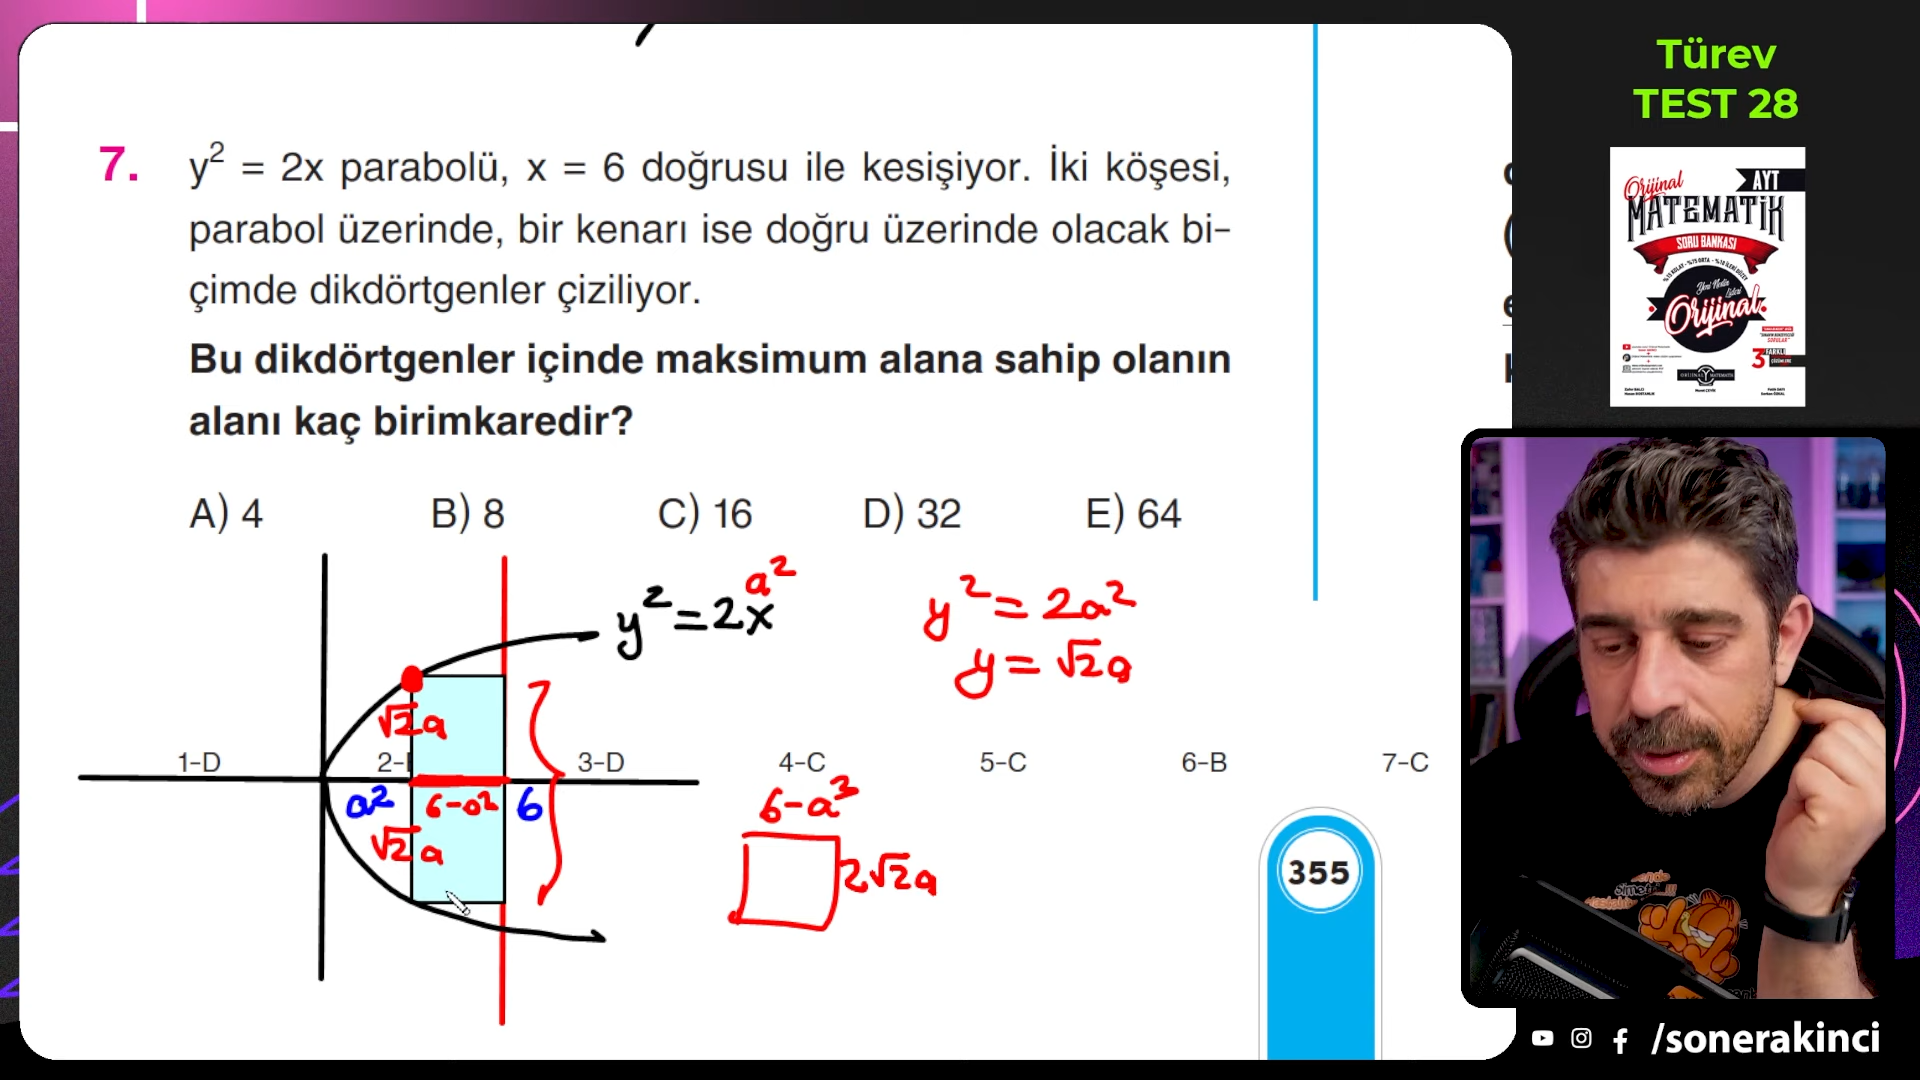 Türev
TEST 28
7. y² = 2x parabolü, x = 6 doğrusu ile kesişiyor. İki köşesi,
parabol üzerinde, bir kenarı ise doğru üzerinde olacak bi-
çimde dikdörtgenler çiziliyor.
Bu dikdörtgenler içinde maksimum alana sahip olanın
alanı kaç birimkaredir?
A) 4 B) 8 C) 16 D) 32 E) 64
a²
y² = 2x
y² = 2a²
y = √2a
√2a
1-D 3-D 4-C 5-C 6-B 7-C
a² 6-a² 6
√2a
6-a²
2√2a
355
Orijinal
AYT
MATEMATİK
SORU BANKASI
Orijinal
3
/sonerakinci